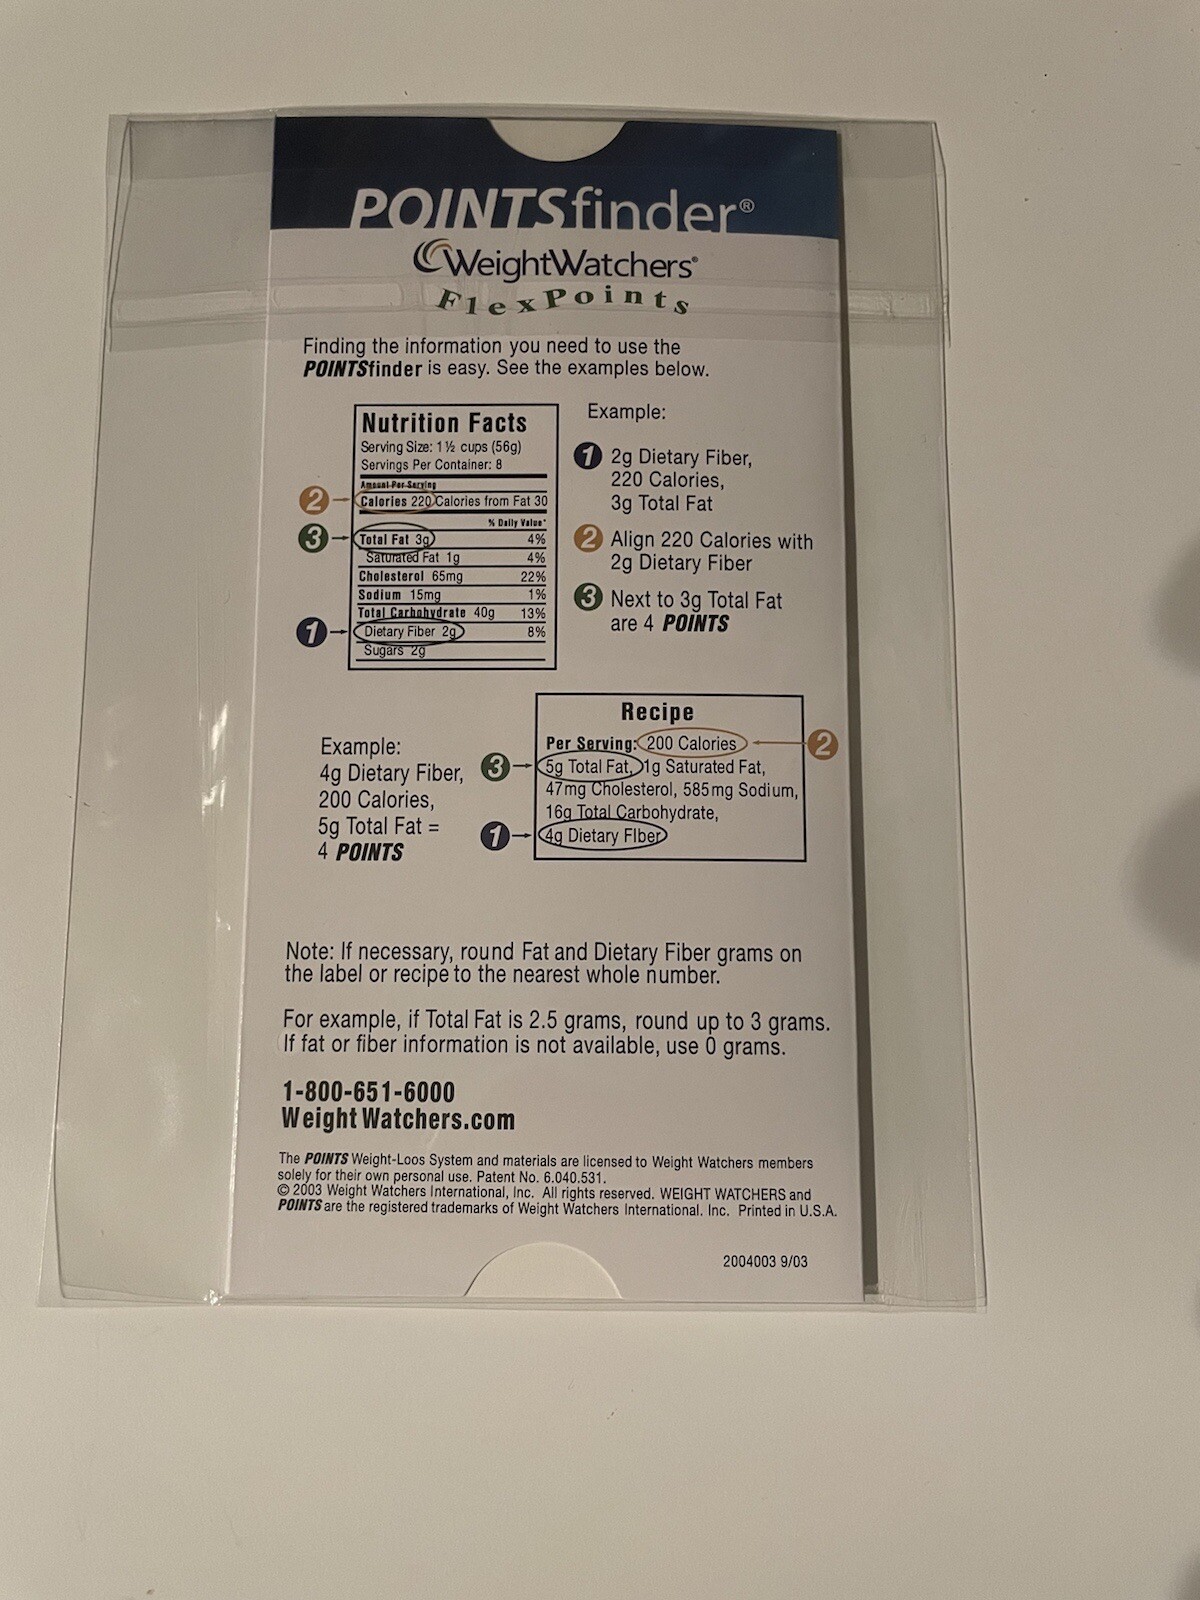 POINTSfinder®
WeightWatchers®
FlexPoints
Finding the information you need to use the
POINTSfinder is easy. See the examples below.
Nutrition Facts
Serving Size: 1½ cups (56g)
Servings Per Container: 8
Amount Per Serving
2
Calories 220 Calories from Fat 30
% Daily Value*
3
Total Fat 3g 4%
Saturated Fat 1g 4%
Cholesterol 65mg 22%
Sodium 15mg 1%
Total Carbohydrate 40g 13%
1
Dietary Fiber 2g 8%
Sugars 2g
Example:
1 2g Dietary Fiber,
220 Calories,
3g Total Fat
2 Align 220 Calories with
2g Dietary Fiber
3 Next to 3g Total Fat
are 4 POINTS
Example:
4g Dietary Fiber,
200 Calories,
5g Total Fat =
4 POINTS
Recipe
Per Serving: 200 Calories
2
3
5g Total Fat, 1g Saturated Fat,
47mg Cholesterol, 585mg Sodium,
16g Total Carbohydrate,
1
4g Dietary FIber
Note: If necessary, round Fat and Dietary Fiber grams on
the label or recipe to the nearest whole number.
For example, if Total Fat is 2.5 grams, round up to 3 grams.
If fat or fiber information is not available, use 0 grams.
1-800-651-6000
WeightWatchers.com
The POINTS Weight-Loos System and materials are licensed to Weight Watchers members
solely for their own personal use. Patent No. 6.040.531.
© 2003 Weight Watchers International, Inc. All rights reserved. WEIGHT WATCHERS and
POINTS are the registered trademarks of Weight Watchers International. Inc. Printed in U.S.A.
2004003 9/03